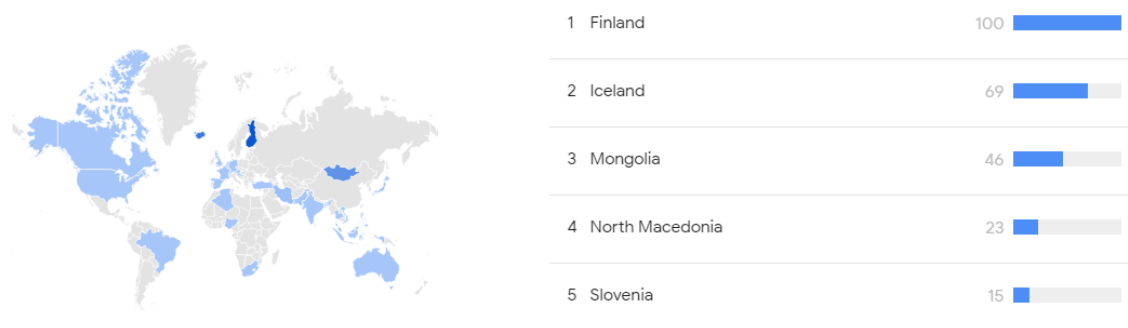 1 Finland 100
2 Iceland 69
3 Mongolia 46
4 North Macedonia 23
5 Slovenia 15